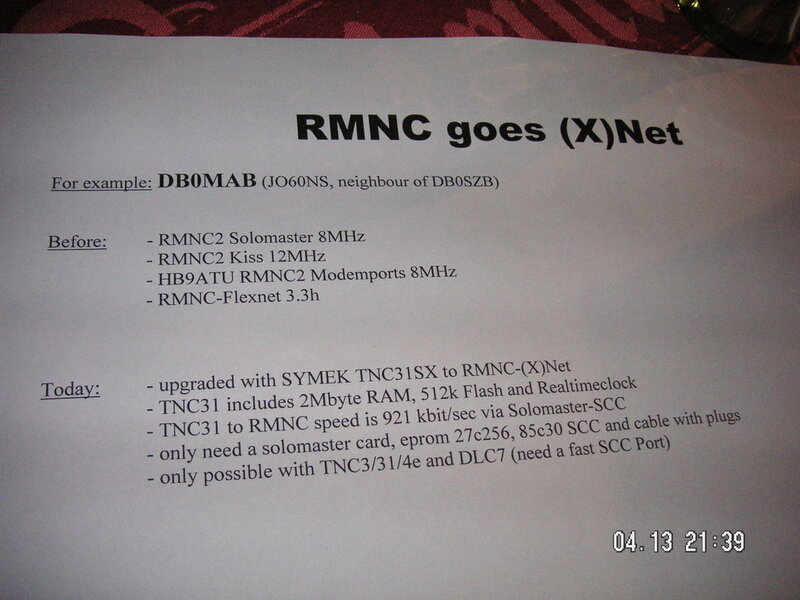 RMNC goes (X)Net
For example: DB0MAB (JO60NS, neighbour of DB0SZB)
Before: - RMNC2 Solomaster 8MHz
- RMNC2 Kiss 12MHz
- HB9ATU RMNC2 Modemports 8MHz
- RMNC-Flexnet 3.3h
Today: - upgraded with SYMEK TNC31SX to RMNC-(X)Net
- TNC31 includes 2Mbyte RAM, 512k Flash and Realtimeclock
- TNC31 to RMNC speed is 921 kbit/sec via Solomaster-SCC
- only need a solomaster card, eprom 27c256, 85c30 SCC and cable with plugs
- only possible with TNC3/31/4e and DLC7 (need a fast SCC Port)
04.13 21:39